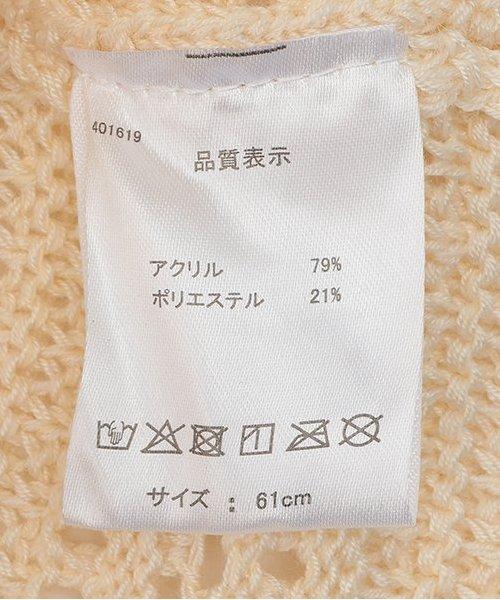 401619
品質表示
アクリル 79%
ポリエステル 21%
サイズ : 61cm